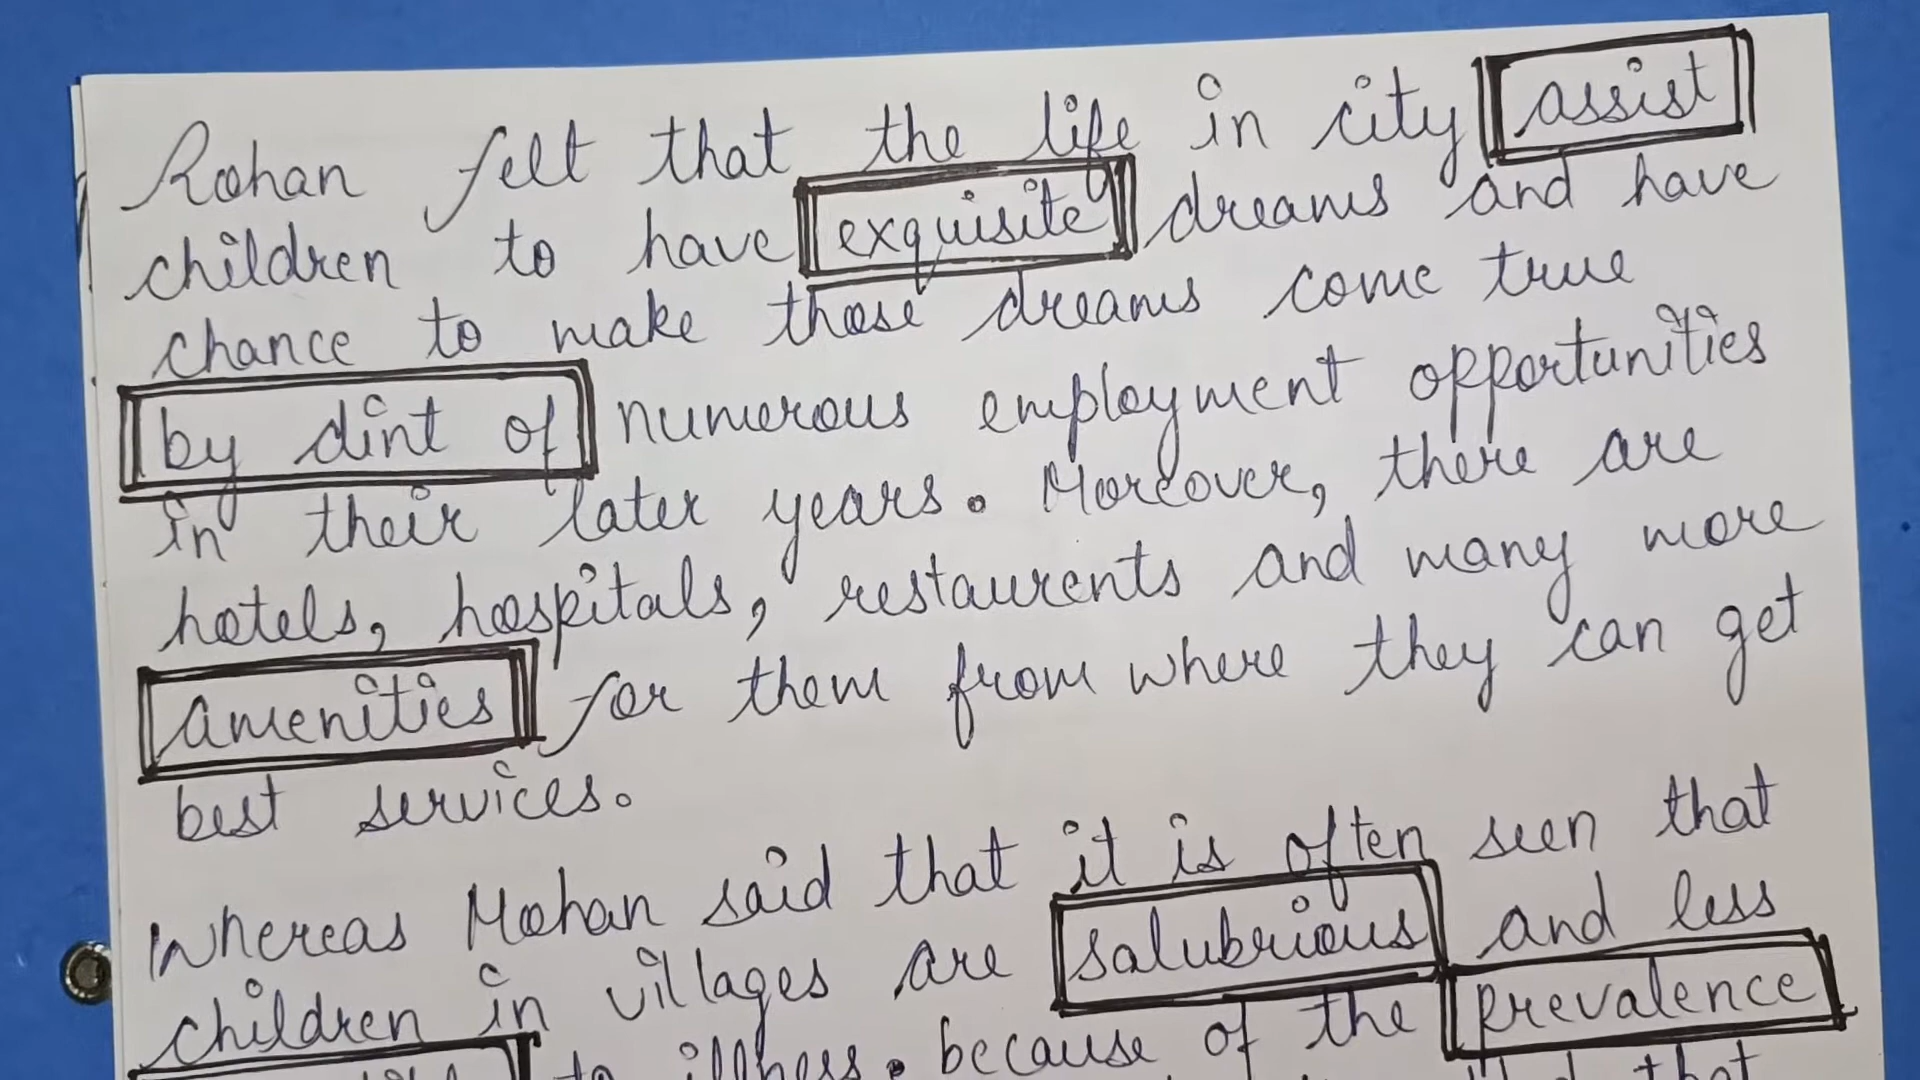 Rohan felt that the life in city assist
children to have exquisite dreams and have
chance to make those dreams come true
by dint of numerous employment opportunities
in their later years. Moreover, there are
hotels, hospitals, restaurents and many more
amenities for them from where they can get
best services.
Whereas Mohan said that it is often seen that
children in villages are salubrious and less
to illness. because of the prevalence
that